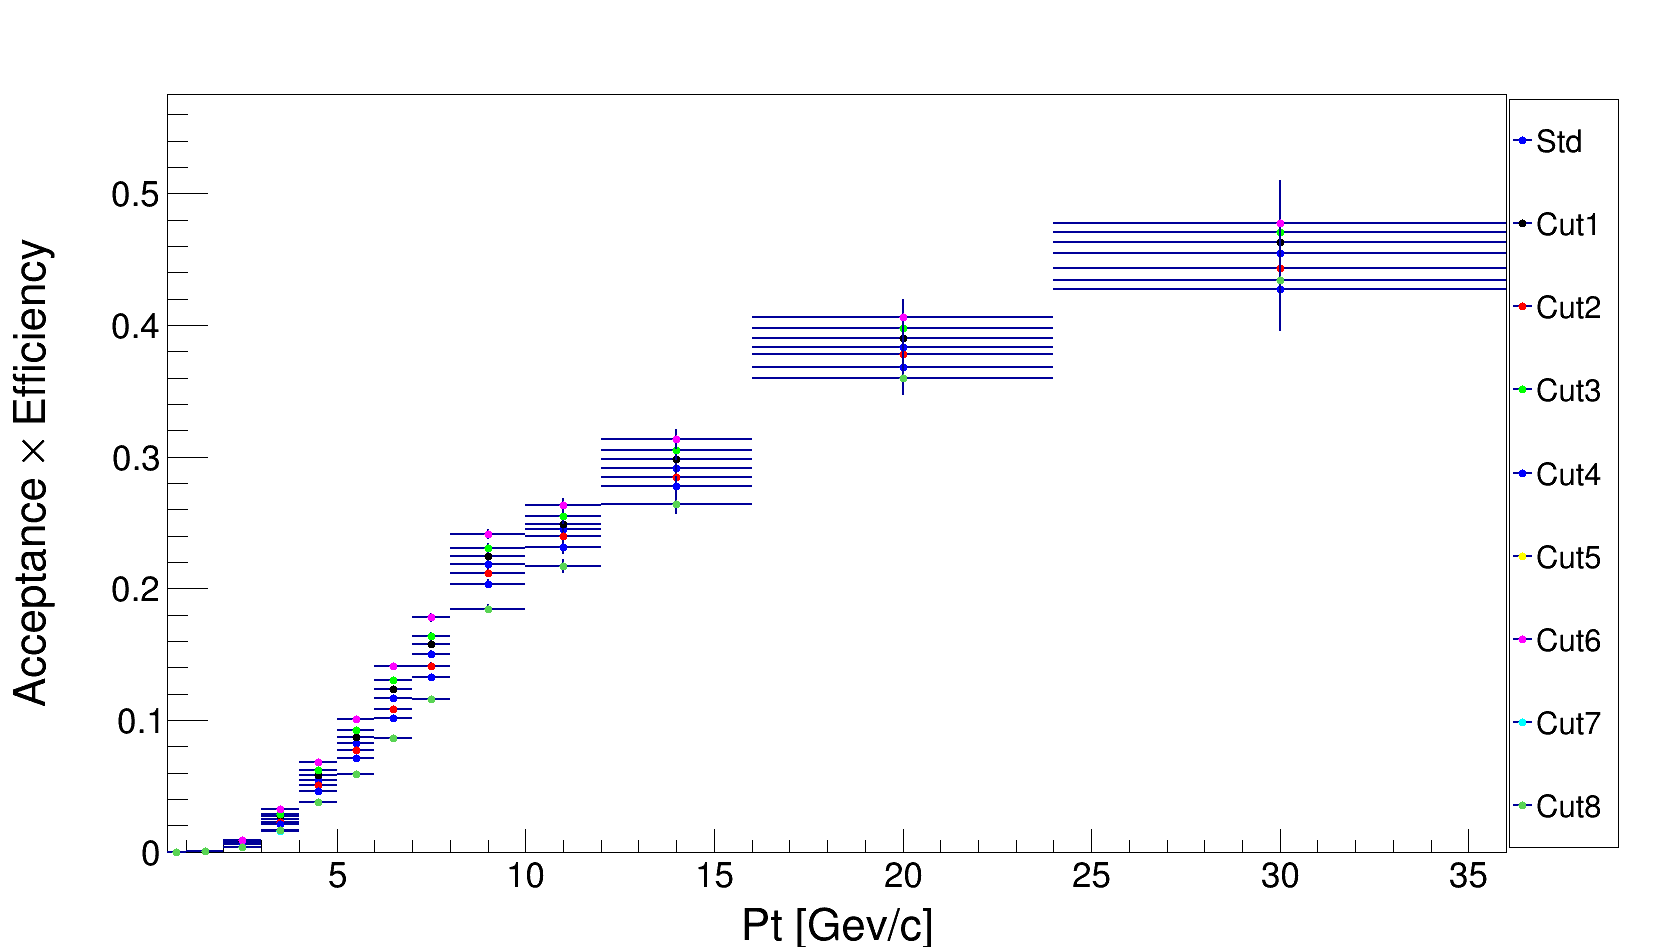 Acceptance × Efficiency
0.5
0.4
0.3
0.2
0.1
0
5 10 15 20 25 30 35
Pt [Gev/c]
Std
Cut1
Cut2
Cut3
Cut4
Cut5
Cut6
Cut7
Cut8